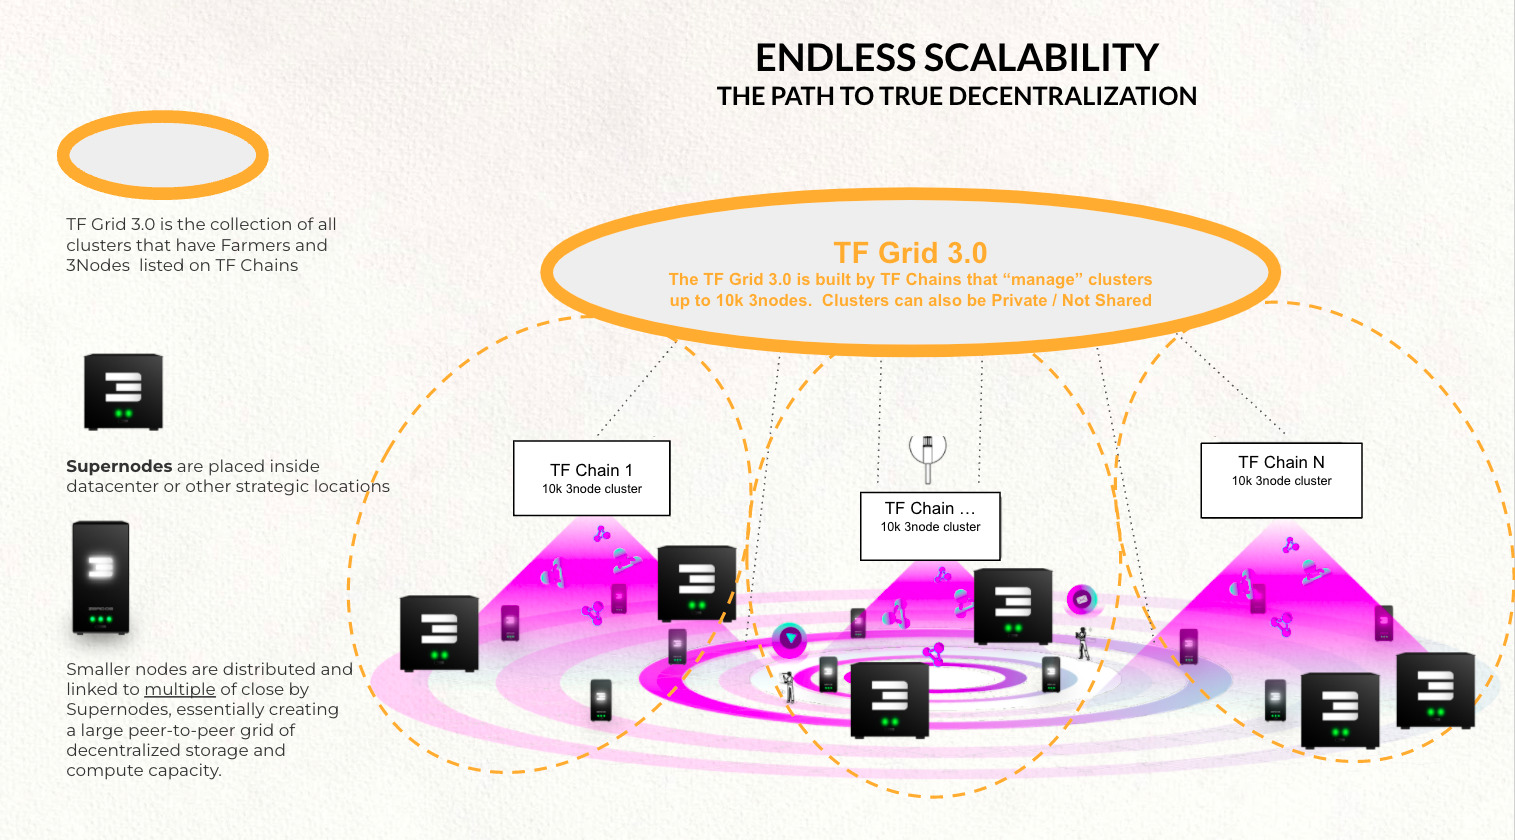 ENDLESS SCALABILITY
THE PATH TO TRUE DECENTRALIZATION
TF Grid 3.0 is the collection of all
clusters that have Farmers and
3Nodes  listed on TF Chains
TF Grid 3.0
The TF Grid 3.0 is built by TF Chains that “manage” clusters
up to 10k 3nodes.  Clusters can also be Private / Not Shared
Supernodes are placed inside
datacenter or other strategic locations
Smaller nodes are distributed and
linked to multiple of close by
Supernodes, essentially creating
a large peer-to-peer grid of
decentralized storage and
compute capacity.
TF Chain 1
10k 3node cluster
TF Chain ...
10k 3node cluster
TF Chain N
10k 3node cluster